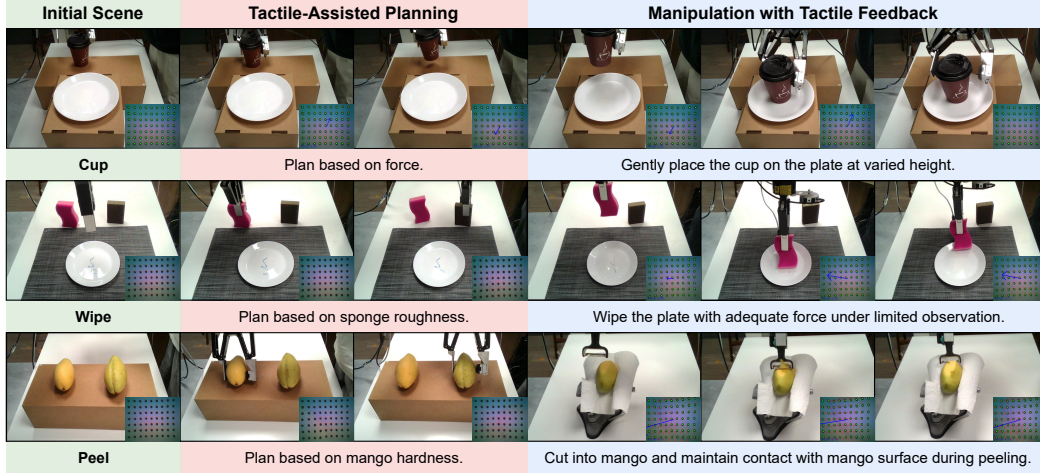 Initial Scene
Tactile-Assisted Planning
Manipulation with Tactile Feedback
Cup
Plan based on force.
Gently place the cup on the plate at varied height.
Wipe
Plan based on sponge roughness.
Wipe the plate with adequate force under limited observation.
Peel
Plan based on mango hardness.
Cut into mango and maintain contact with mango surface during peeling.